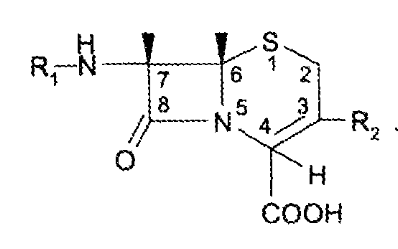 H
R₁ N S
7 6 1 2
8 5 3
N 4 R₂ .
O H
COOH